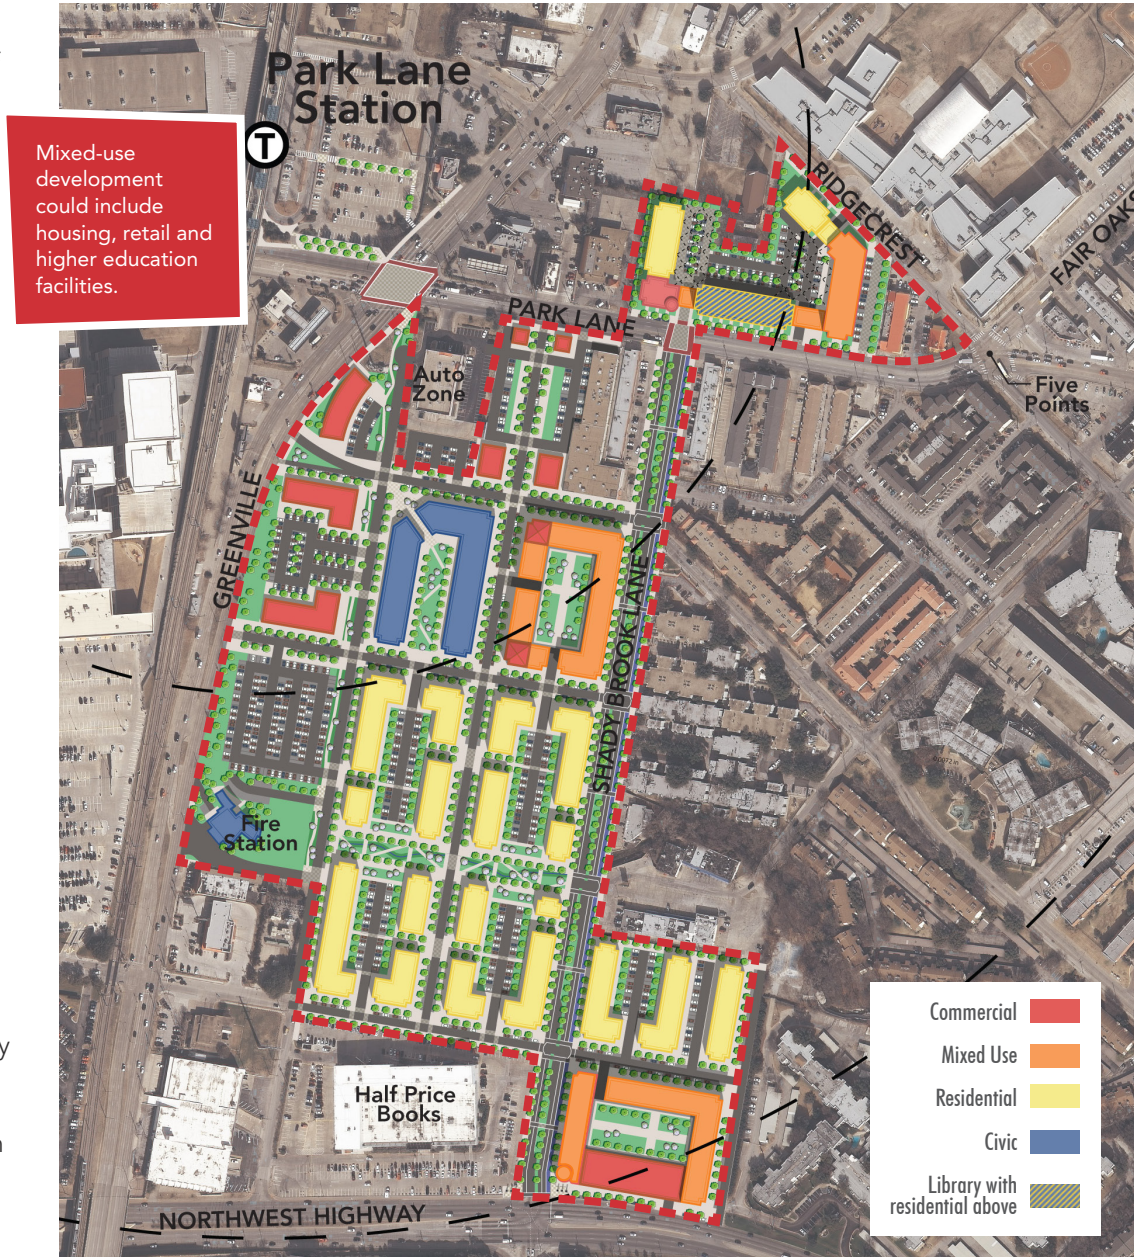 Park Lane
Station
T
Mixed-use
development
could include
housing, retail and
higher education
facilities.
RIDGECREST
FAIR OAKS
PARK LANE
Auto
Zone
Five
Points
GREENVILLE
SHADY BROOK LANE
Fire
Station
y
Half Price
Books
NORTHWEST HIGHWAY
Commercial
Mixed Use
Residential
Civic
Library with
residential above